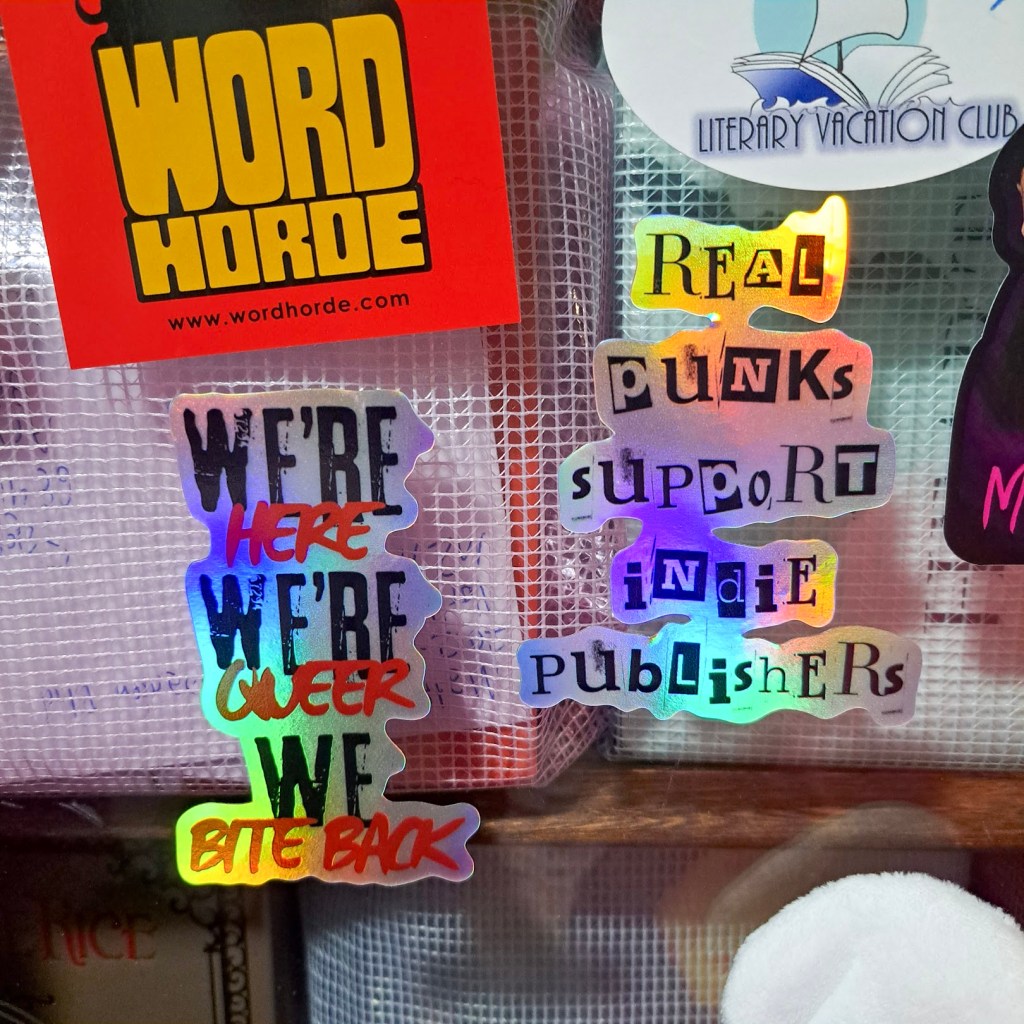 WORD
HORDE
www.wordhorde.com
LITERARY VACATION CLUB
REAL
PUNKS
SUPPORT
INDIE
PUBLISHERS
WE'RE
HERE
WE'RE
QUEER
WE
BITE BACK
M
RICE